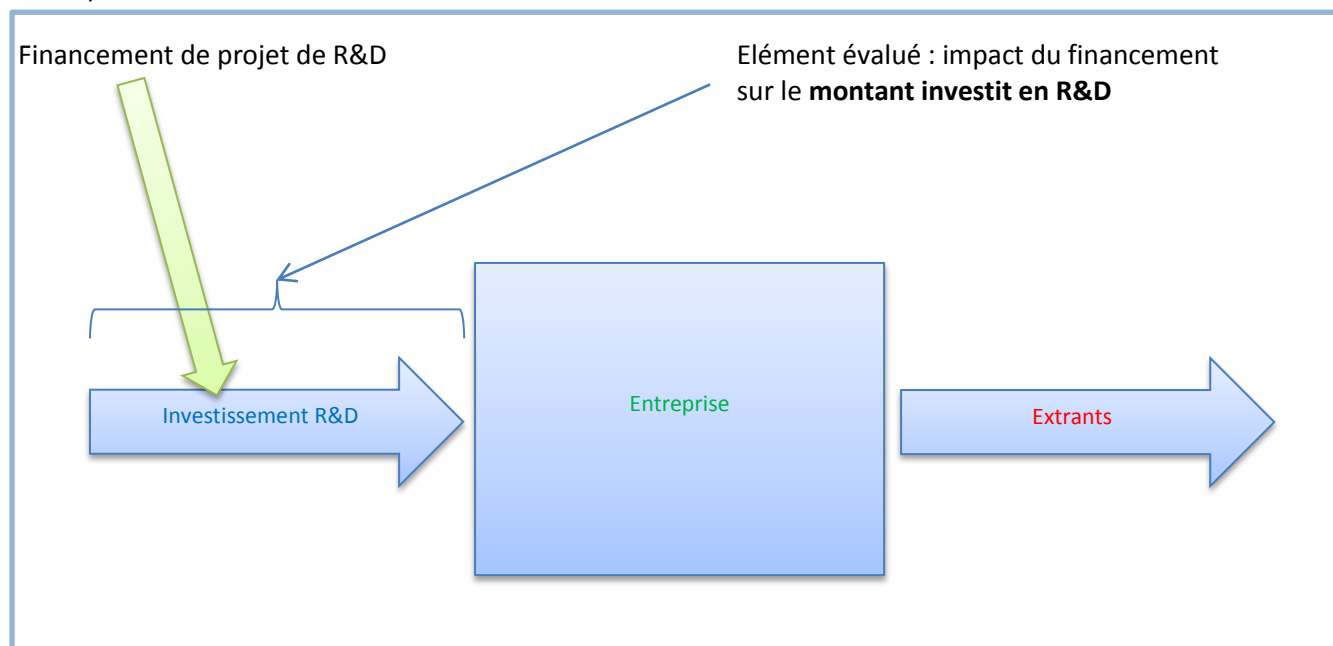 Financement de projet de R&D
Elément évalué : impact du financement
sur le montant investit en R&D
Investissement R&D
Entreprise
Extrants